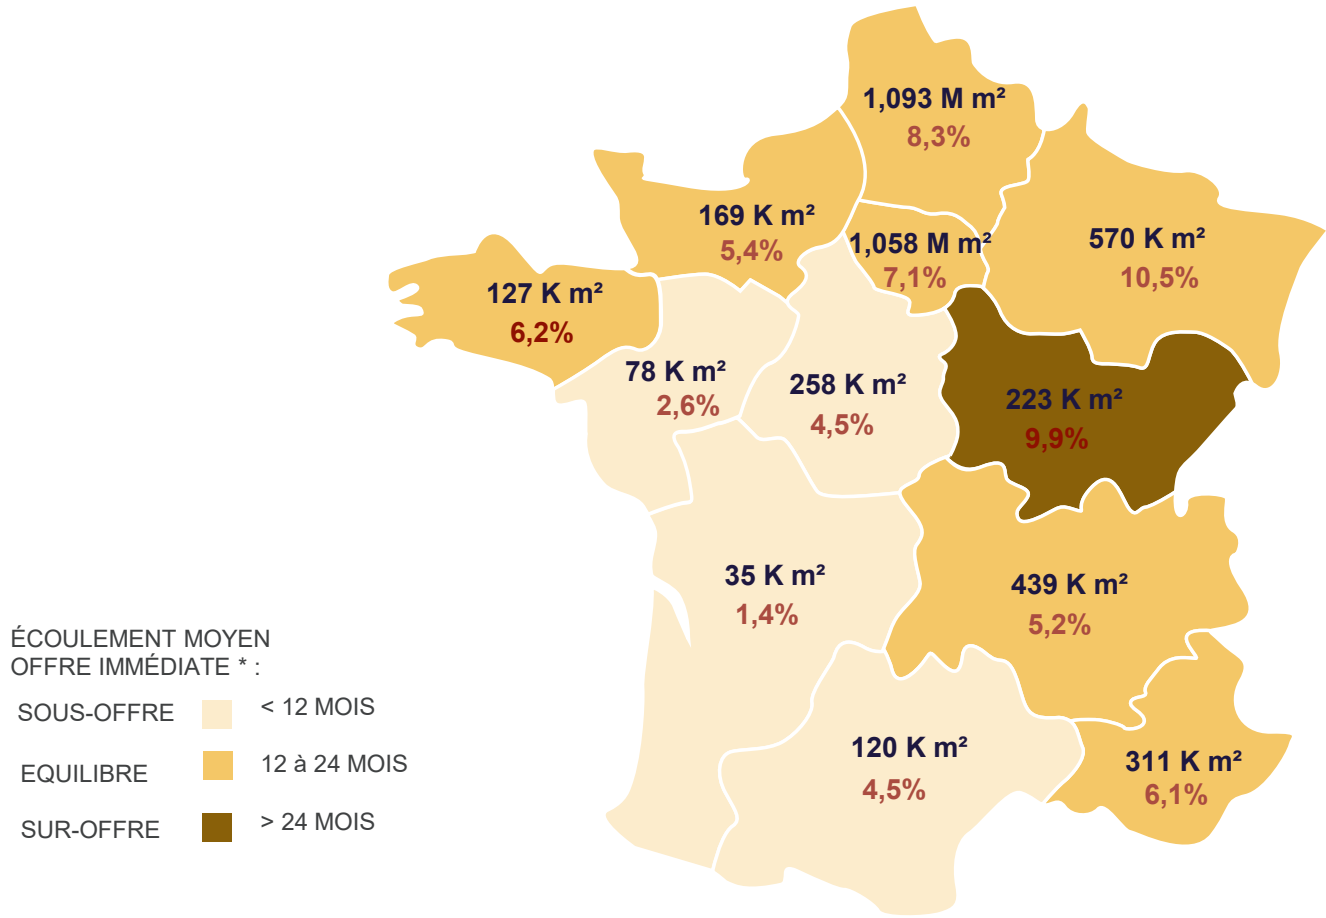 1,093 M m²
8,3%
169 K m²
5,4%
1,058 M m²
7,1%
570 K m²
10,5%
127 K m²
6,2%
78 K m²
2,6%
258 K m²
4,5%
223 K m²
9,9%
35 K m²
1,4%
439 K m²
5,2%
120 K m²
4,5%
311 K m²
6,1%
ÉCOULEMENT MOYEN
OFFRE IMMÉDIATE * :
SOUS-OFFRE < 12 MOIS
EQUILIBRE 12 à 24 MOIS
SUR-OFFRE > 24 MOIS